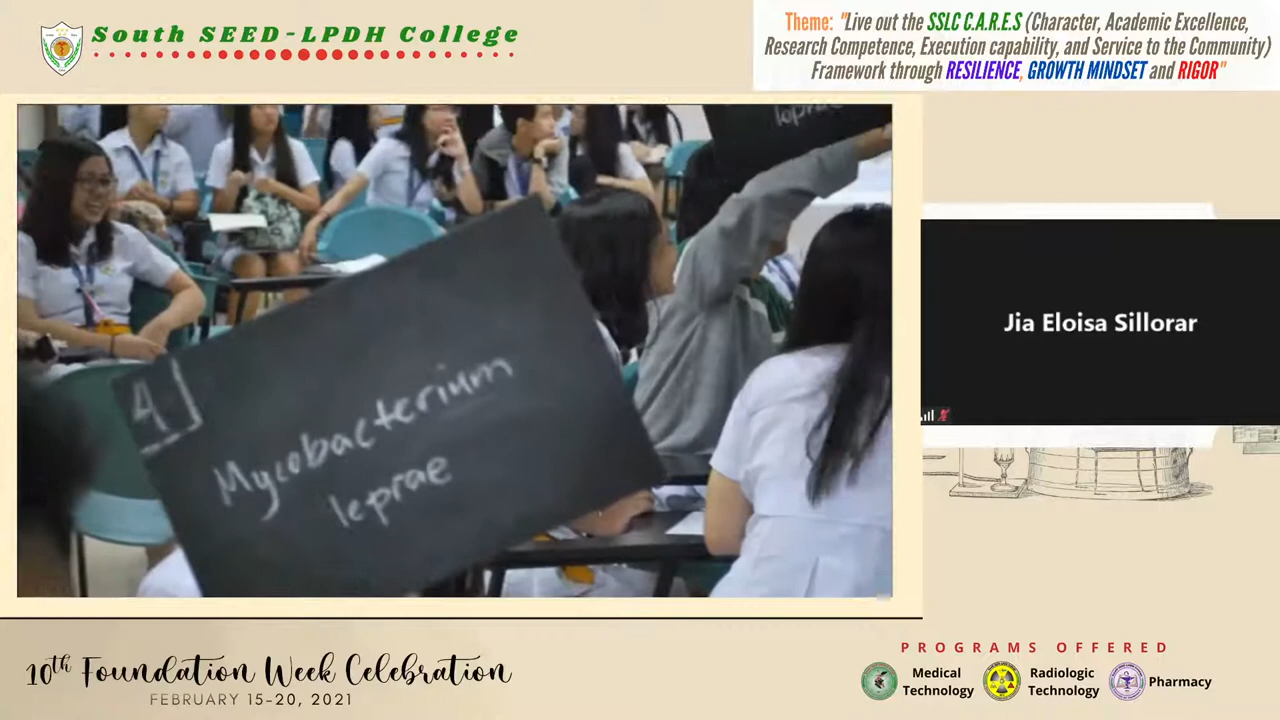 South SEED-LPDH College
Theme: "Live out the SSLC C.A.R.E.S (Character, Academic Excellence,
Research Competence, Execution capability, and Service to the Community)
Framework through RESILIENCE, GROWTH MINDSET and RIGOR"
leprae
A
Mycobacterium
leprae
Jia Eloisa Sillorar
10th Foundation Week Celebration
FEBRUARY 15-20, 2021
PROGRAMS OFFERED
Medical
Technology
Radiologic
Technology
Pharmacy